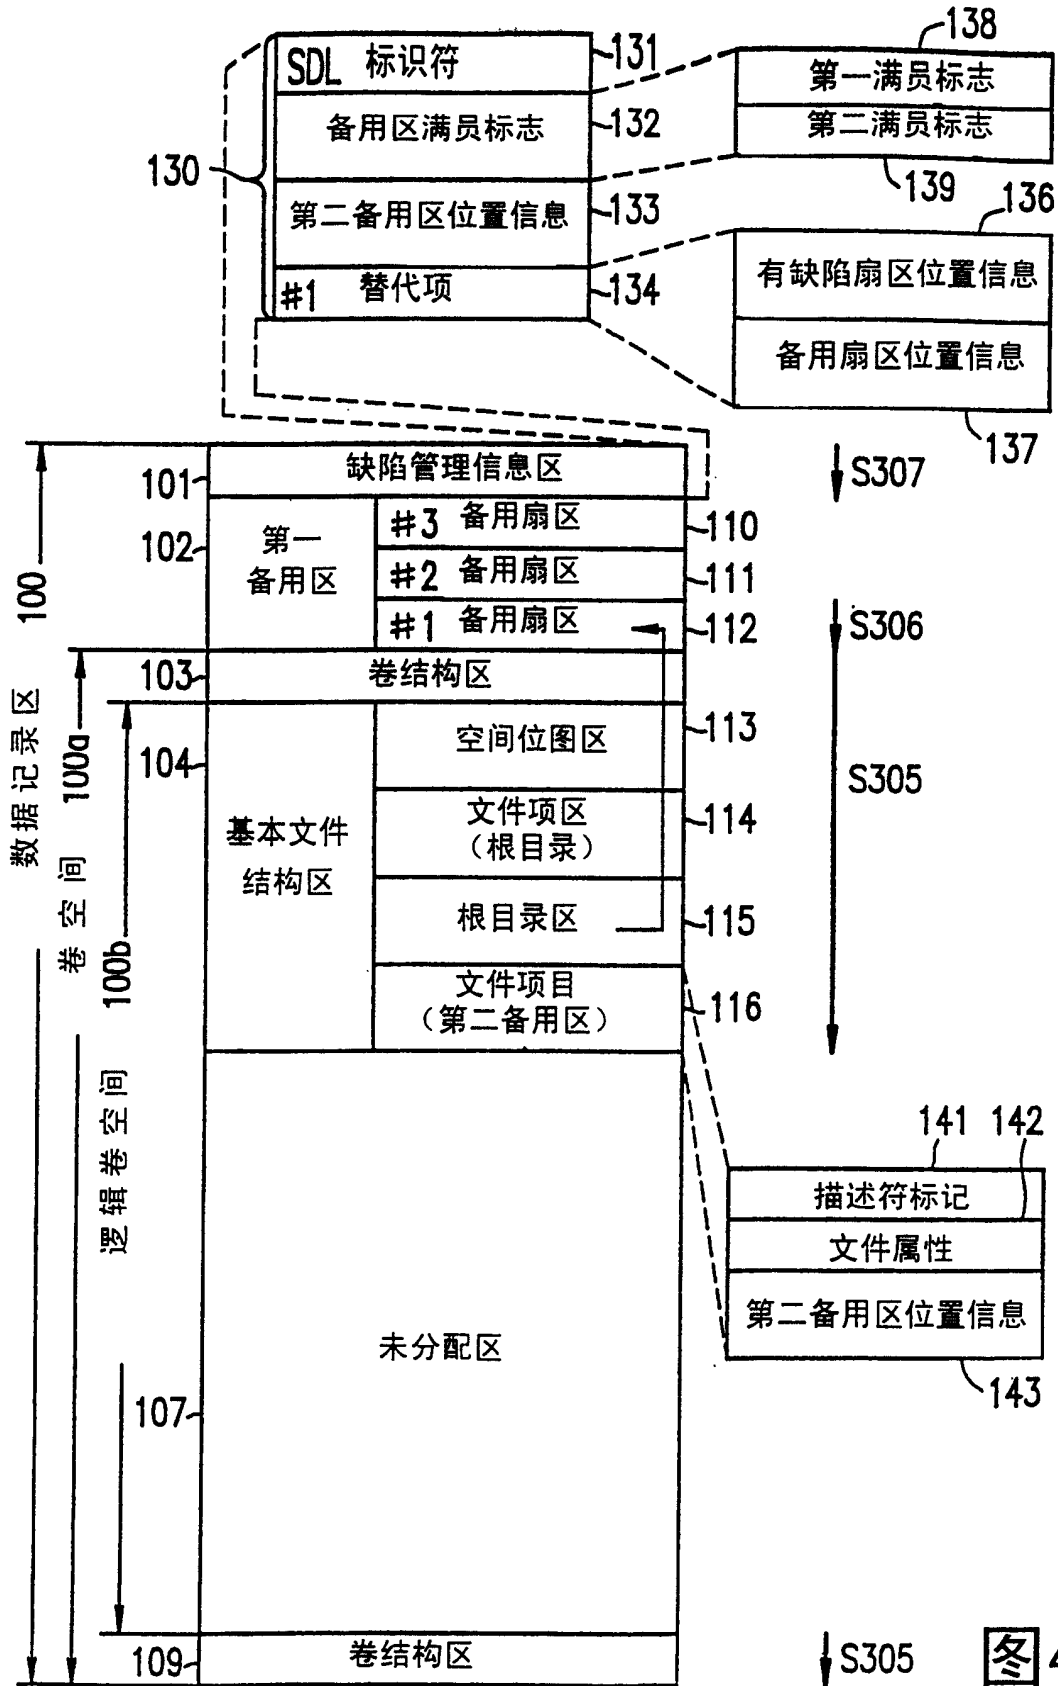 138
SDL 标识符
131
第一满员标志
备用区满员标志
132
第二满员标志
130
139
136
第二备用区位置信息
133
有缺陷扇区位置信息
#1 替代项
134
备用扇区位置信息
137
101
缺陷管理信息区
S307
102
第一
备用区
#3 备用扇区
110
#2 备用扇区
111
#1 备用扇区
112
S306
100
数据记录区
103
卷结构区
100a
卷空间
104
基本文件
结构区
空间位图区
113
S305
文件项区
(根目录)
114
根目录区
115
100b
逻辑卷空间
文件项目
(第二备用区)
116
141 142
描述符标记
文件属性
第二备用区位置信息
143
未分配区
107
109
卷结构区
S305
图 4